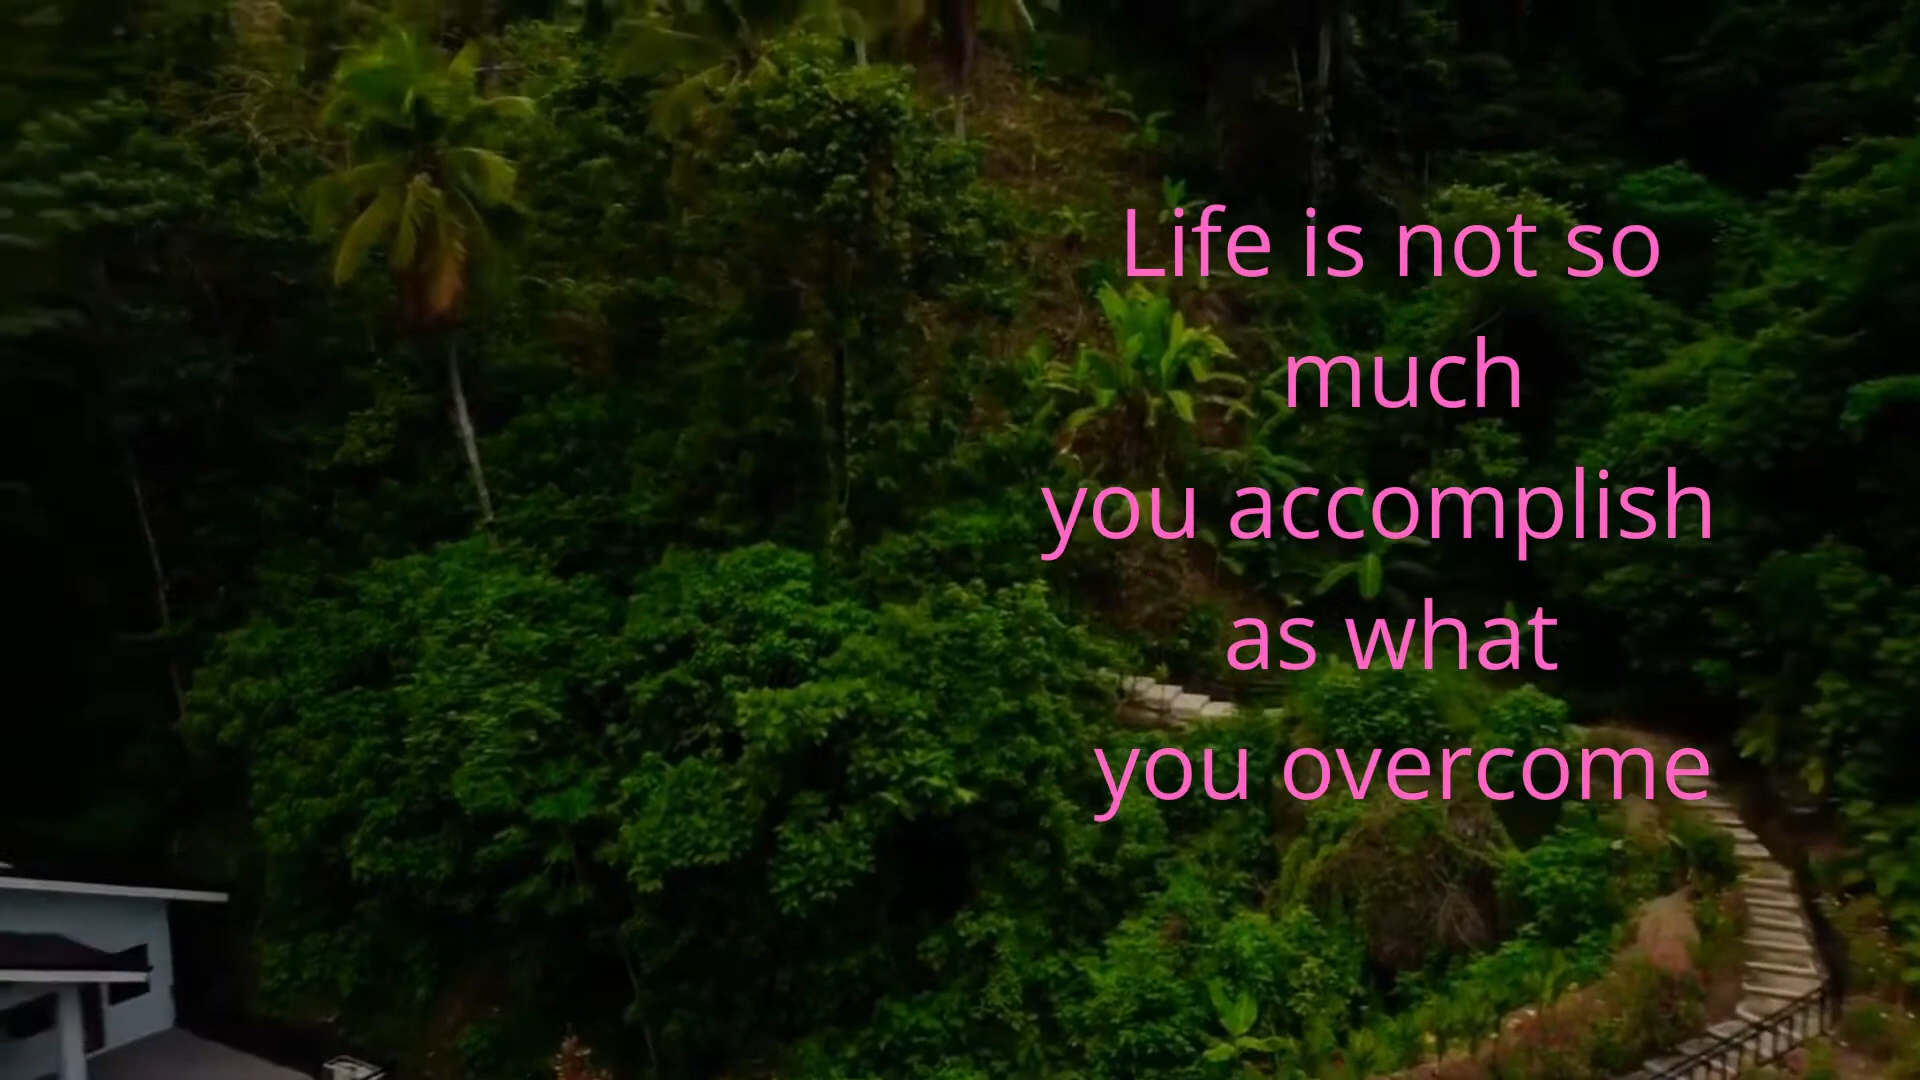 Life is not so
much
you accomplish
as what
you overcome